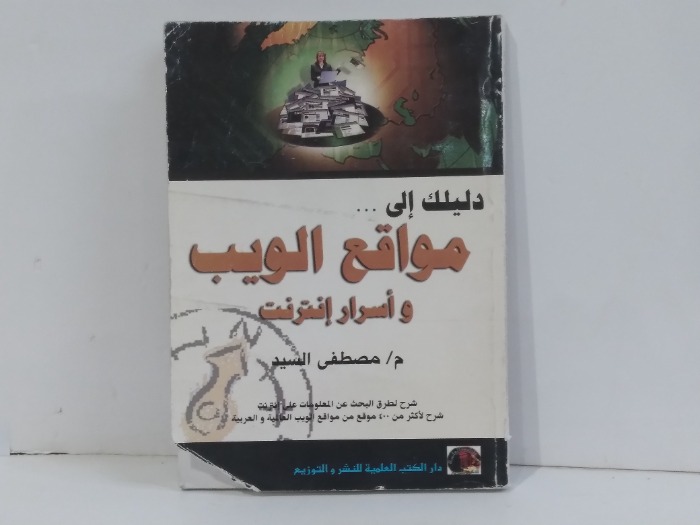 دليلك إلى ...
مواقع الويب
و أسرار إنترنت
م/ مصطفى السيد
شرح لطرق البحث عن المعلومات على إنترنت
شرح لأكثر من ٤٠٠ موقع من مواقع الويب العالمية و العربية
دار الكتب العلمية للنشر و التوزيع